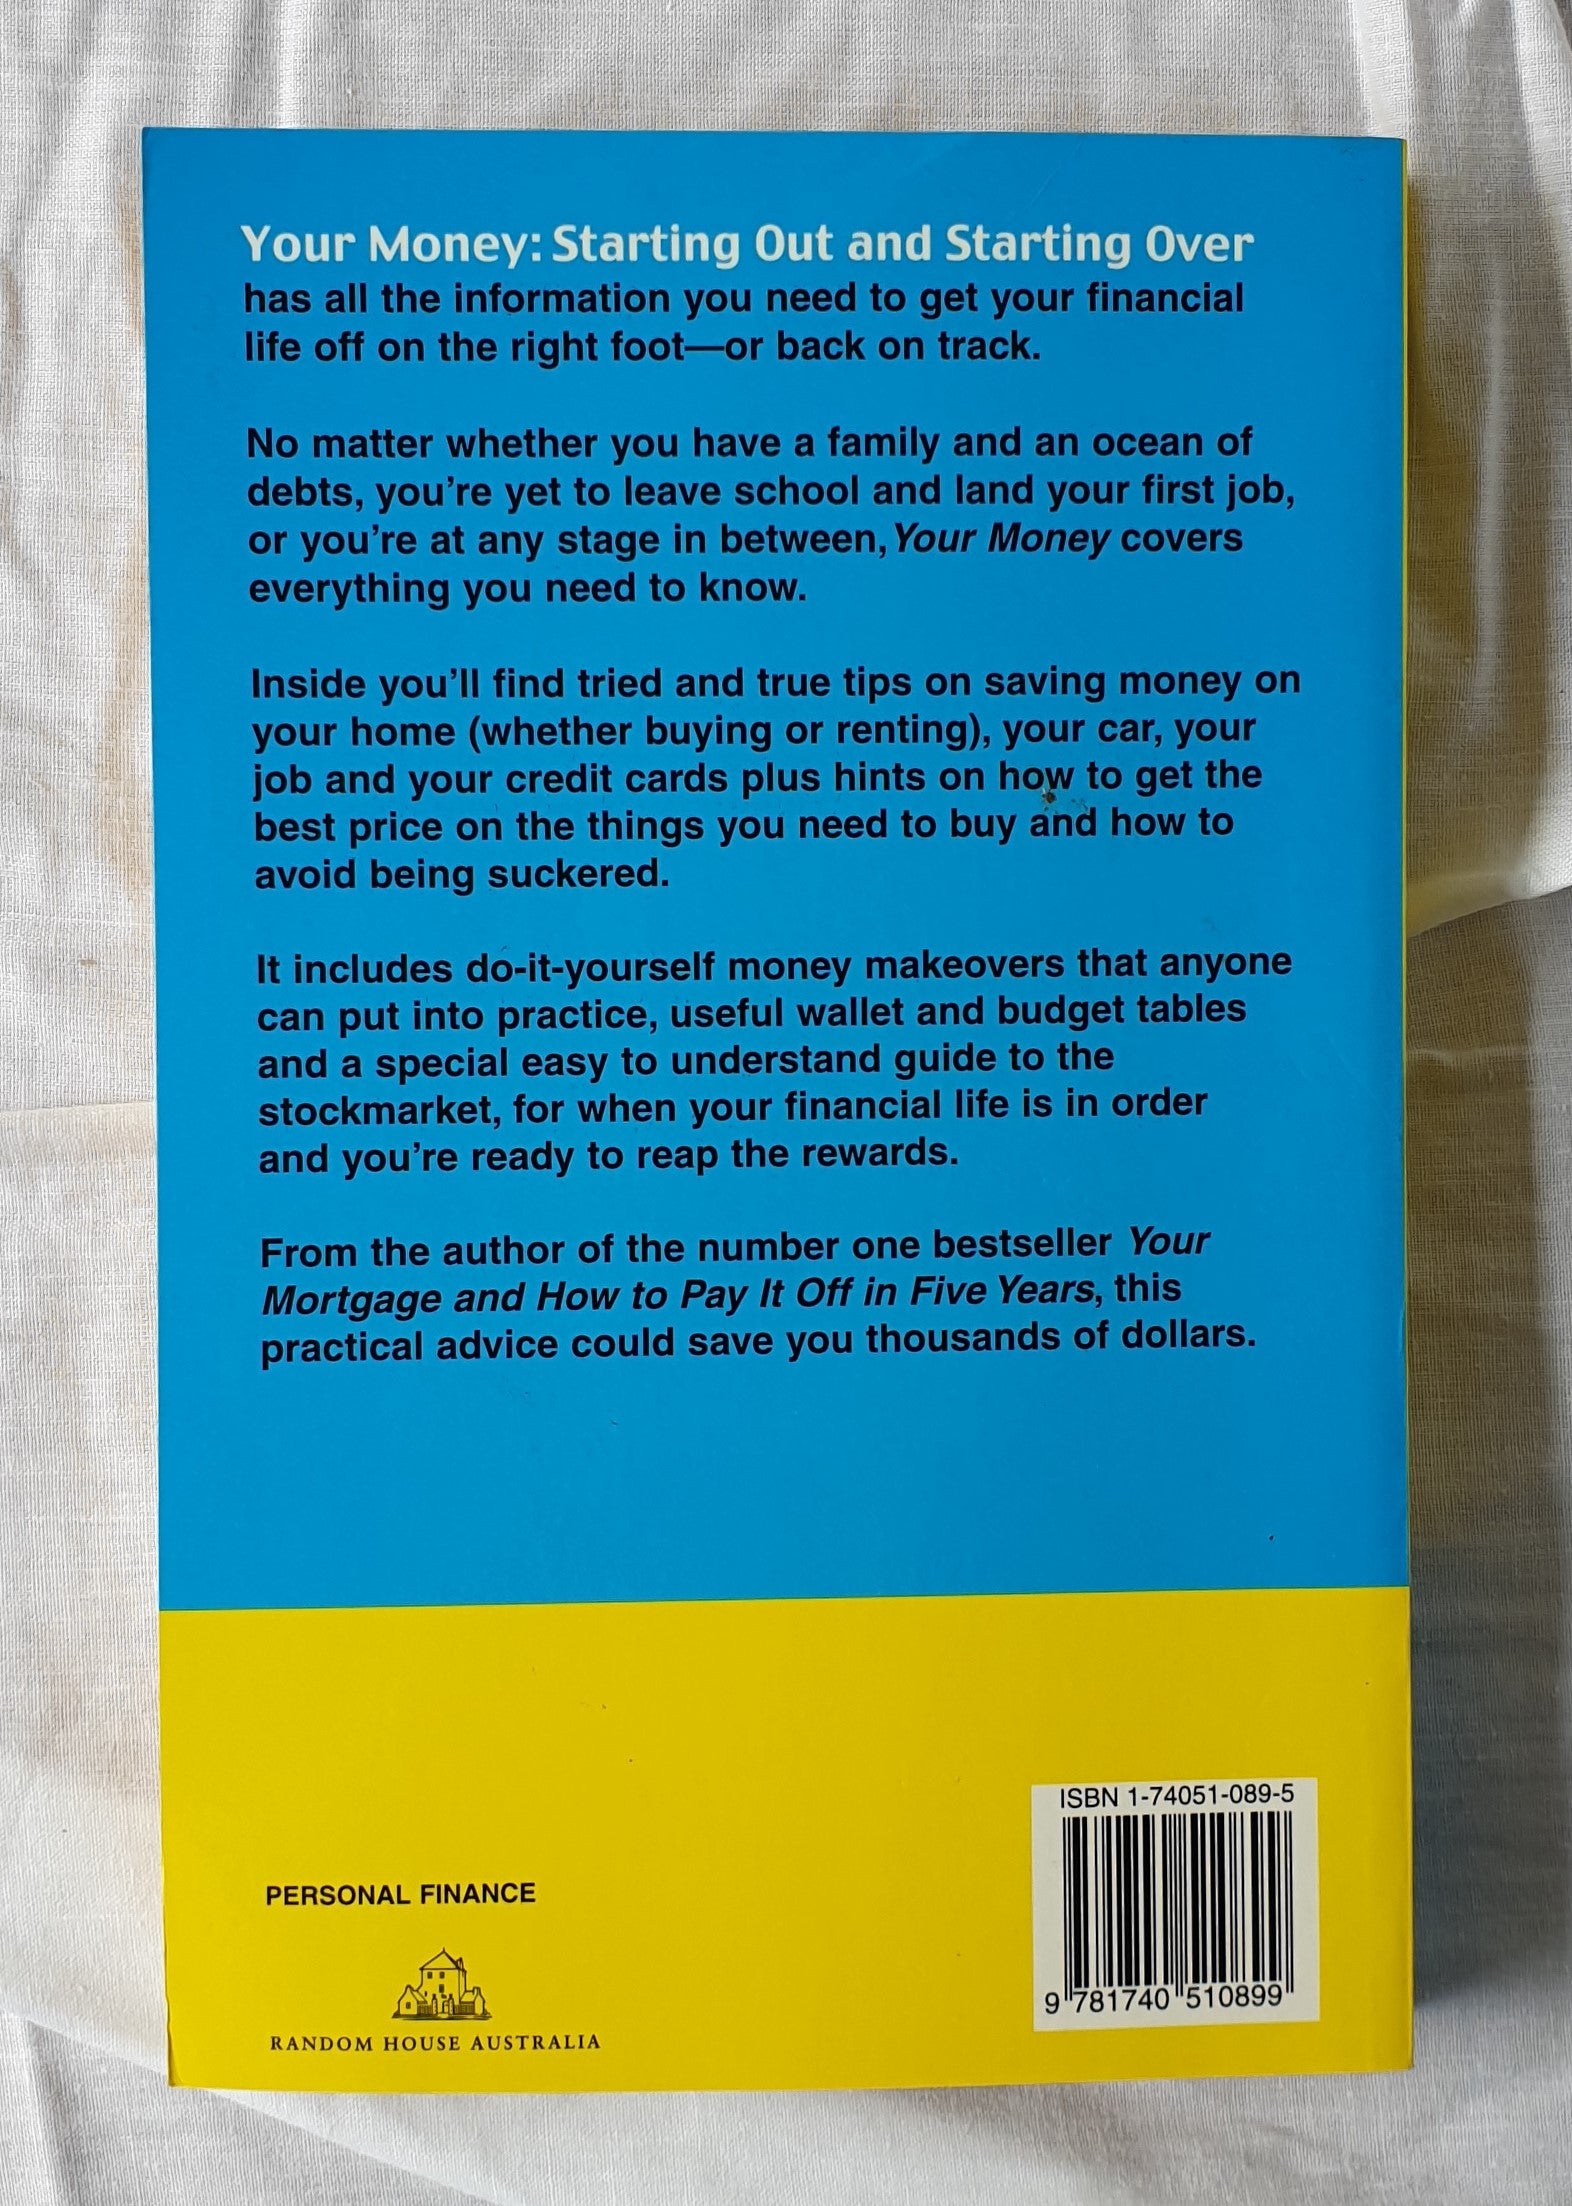 Your Money: Starting Out and Starting Over
has all the information you need to get your financial
life off on the right foot—or back on track.
No matter whether you have a family and an ocean of
debts, you're yet to leave school and land your first job,
or you're at any stage in between, Your Money covers
everything you need to know.
Inside you'll find tried and true tips on saving money on
your home (whether buying or renting), your car, your
job and your credit cards plus hints on how to get the
best price on the things you need to buy and how to
avoid being suckered.
It includes do-it-yourself money makeovers that anyone
can put into practice, useful wallet and budget tables
and a special easy to understand guide to the
stockmarket, for when your financial life is in order
and you're ready to reap the rewards.
From the author of the number one bestseller Your
Mortgage and How to Pay It Off in Five Years, this
practical advice could save you thousands of dollars.
ISBN 1-74051-089-5
9 781740 510899
PERSONAL FINANCE
RANDOM HOUSE AUSTRALIA